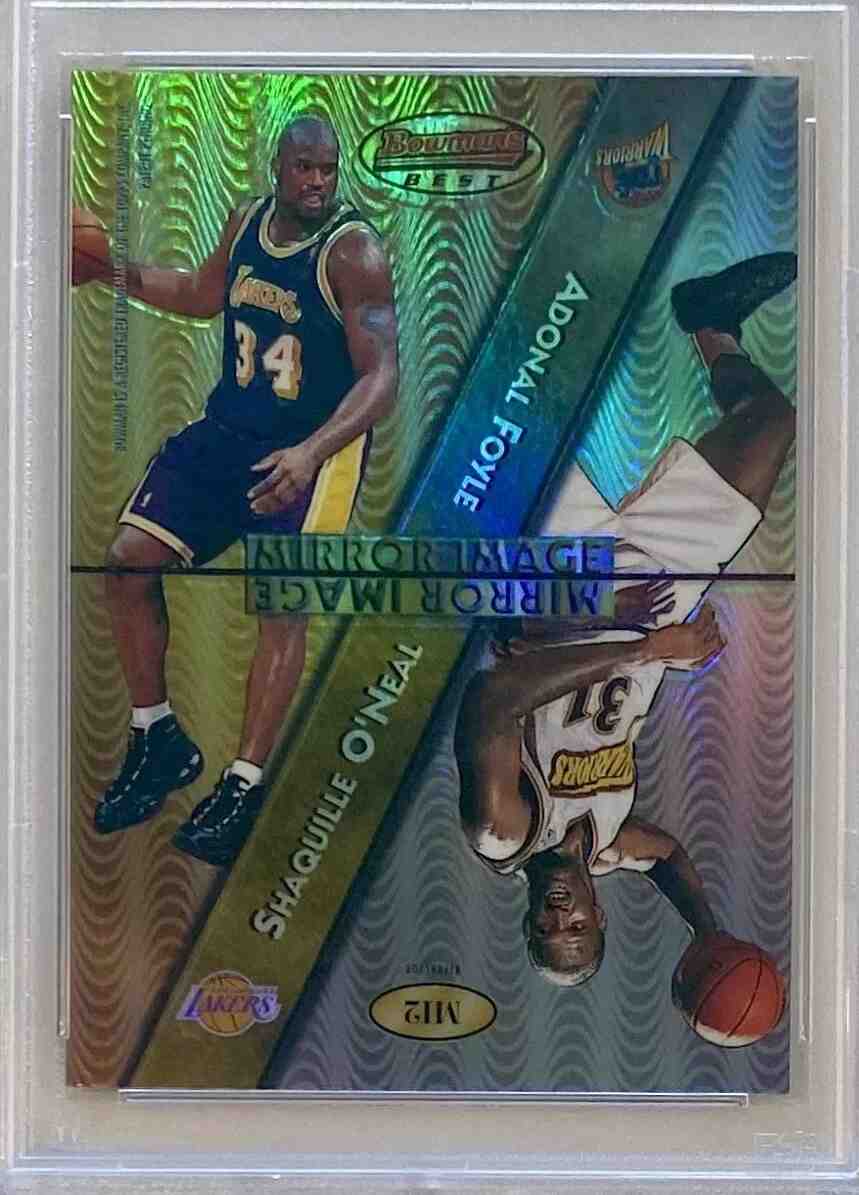 Bowman's
BEST
WARRIORS
ADONAL FOYLE
LAKERS
34
MIRROR IMAGE
MIRROR IMAGE
SHAQUILLE O'NEAL
31
WARRIORS
LAKERS
MI2